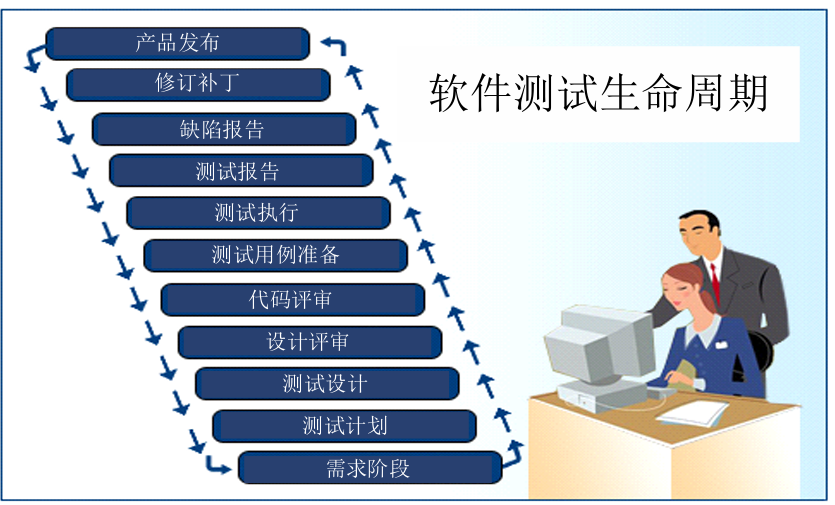 产品发布
修订补丁
缺陷报告
测试报告
测试执行
测试用例准备
代码评审
设计评审
测试设计
测试计划
需求阶段
软件测试生命周期